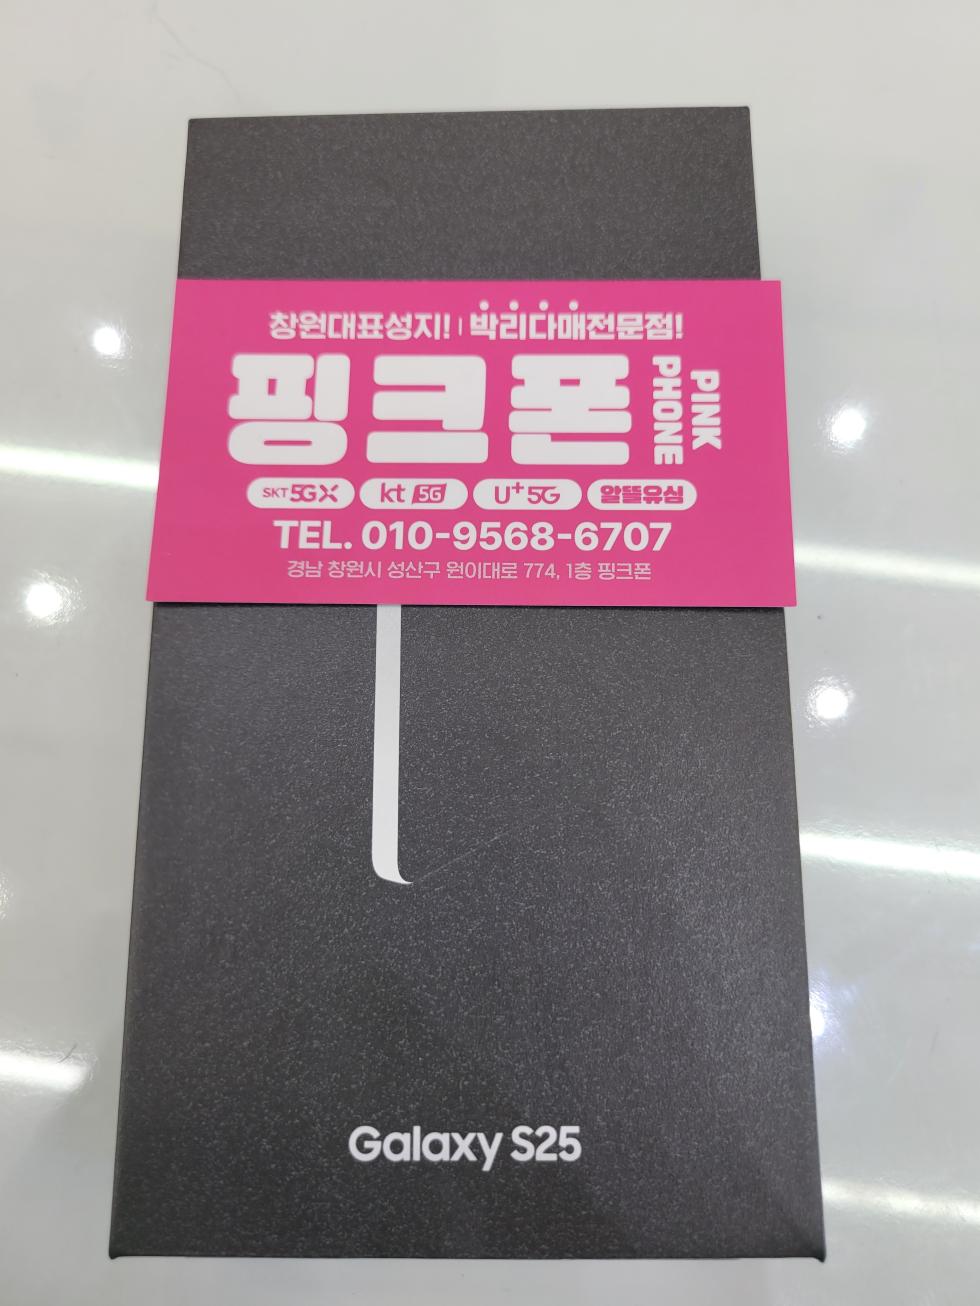 창원대표성지! | 박리다매전문점!
핑크폰
PINK
PHONE
SKT 5GX kt 5G U+5G 알뜰유심
TEL. 010-9568-6707
경남 창원시 성산구 원이대로 774, 1층 핑크폰
Galaxy S25